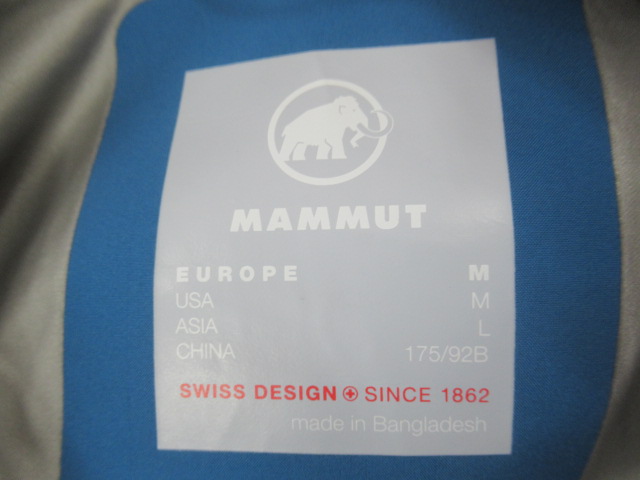 MAMMUT
EUROPE M
USA M
ASIA L
CHINA 175/92B
SWISS DESIGN SINCE 1862
made in Bangladesh